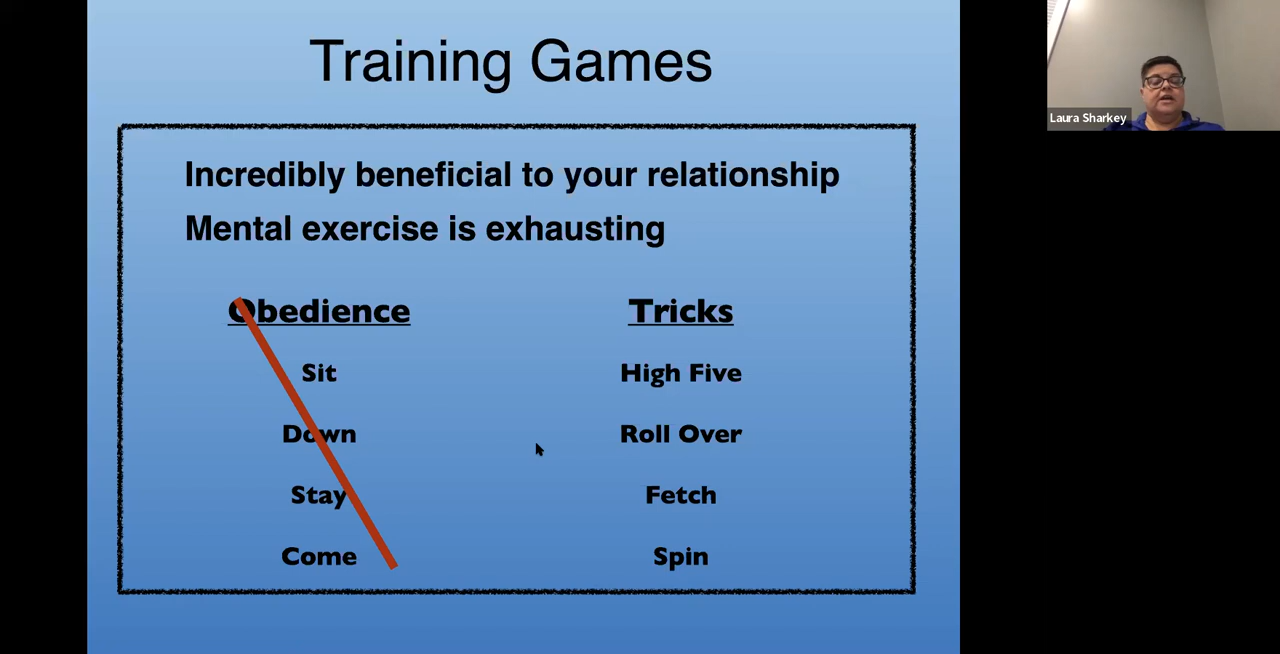 Training Games
Laura Sharkey
Incredibly beneficial to your relationship
Mental exercise is exhausting
Obedience
Sit
Down
Stay
Come
Tricks
High Five
Roll Over
Fetch
Spin